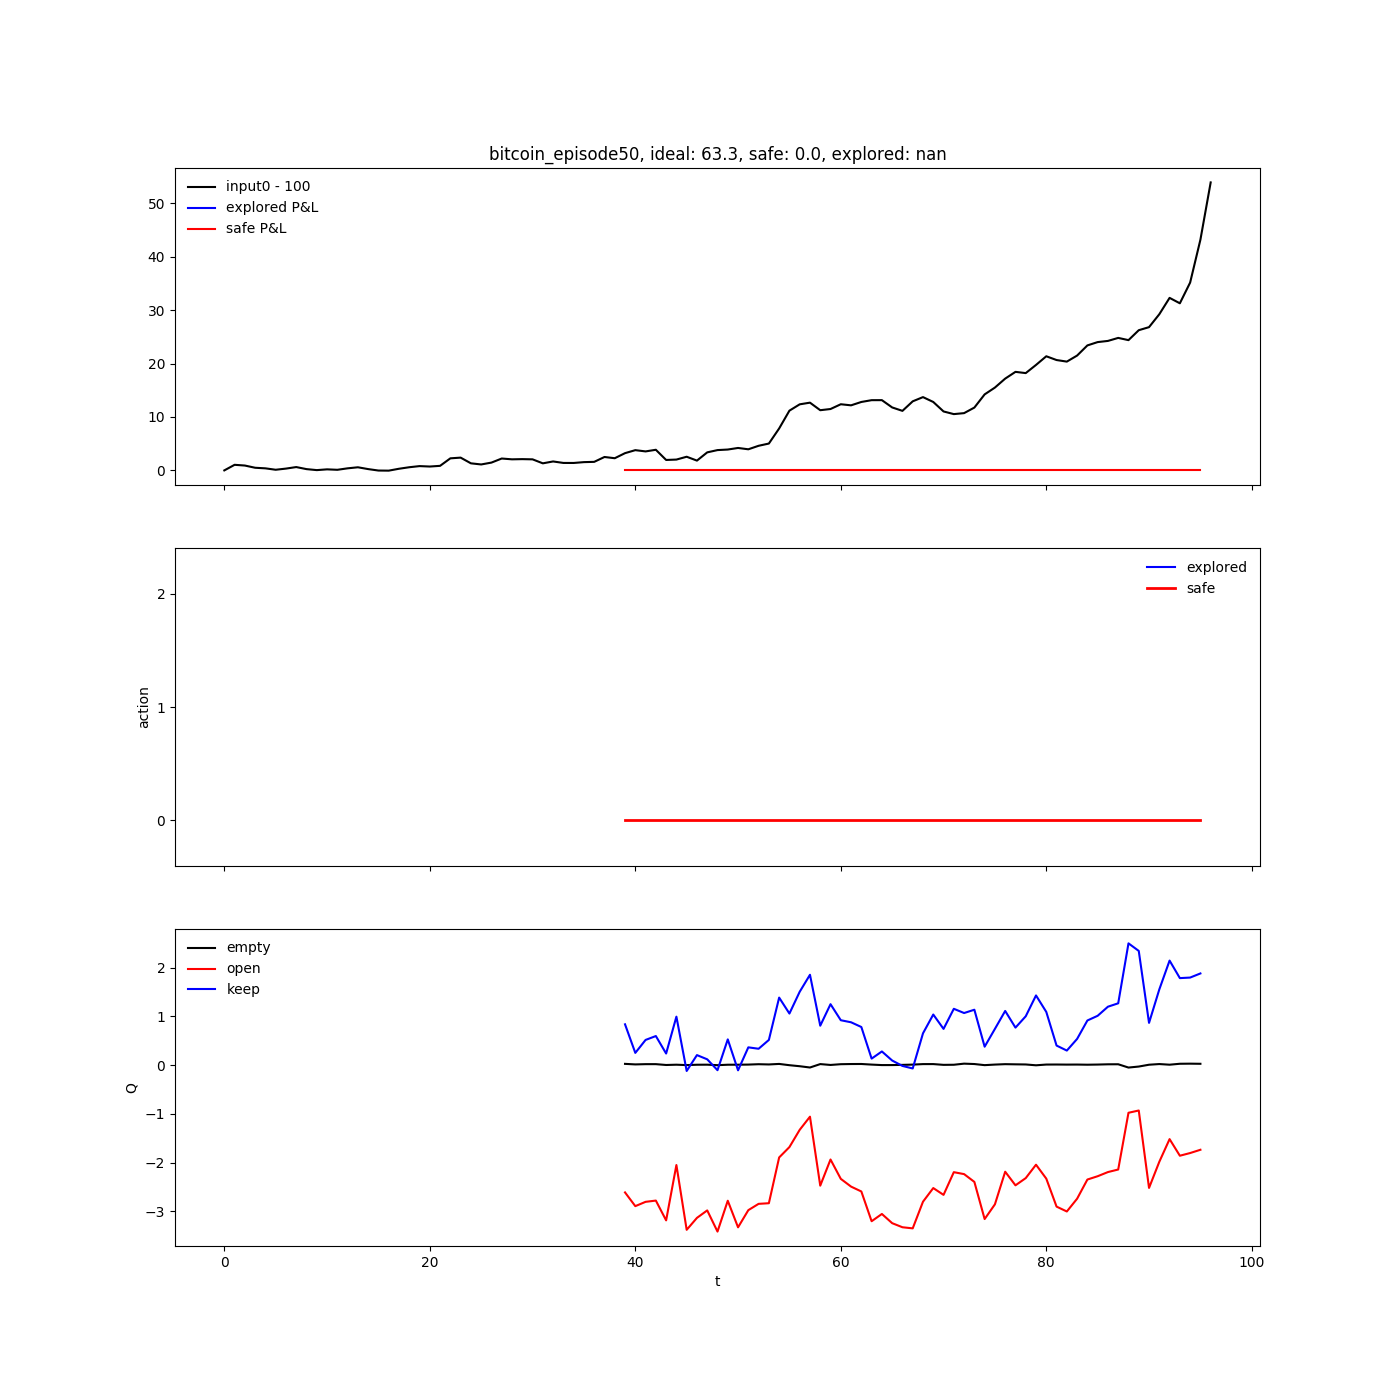 bitcoin_episode50, ideal: 63.3, safe: 0.0, explored: nan
input0 - 100
explored P&L
safe P&L
50
40
30
20
10
0
explored
safe
action
2
1
0
empty
open
keep
Q
2
1
0
−1
−2
−3
0 20 40 60 80 100
t